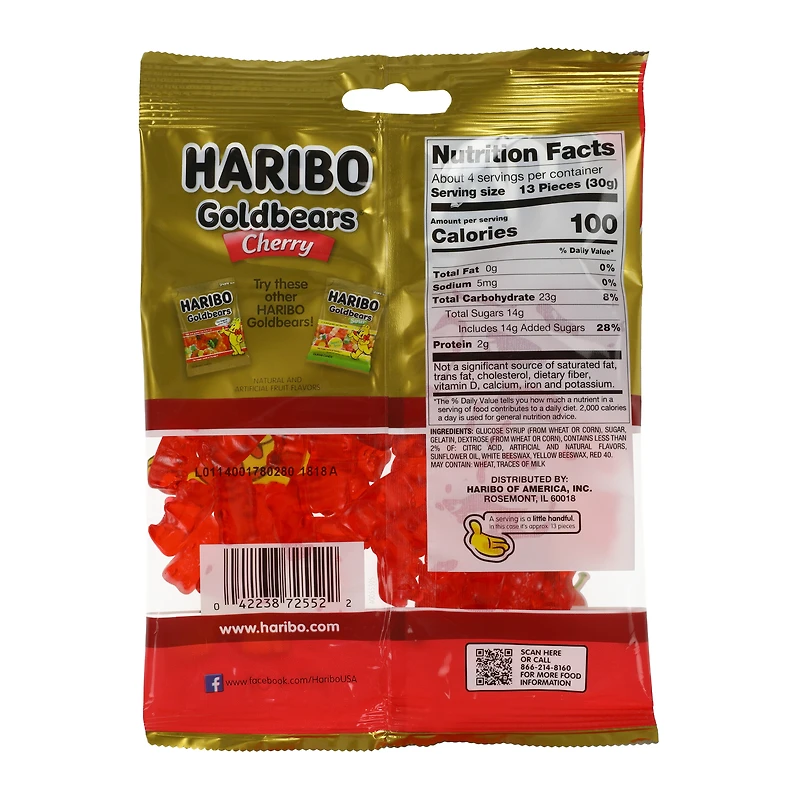 HARIBO
Goldbears
Cherry
Try these
other
HARIBO
Goldbears!
HARIBO
Goldbears
HARIBO
Goldbears
NATURAL AND
ARTIFICIAL FRUIT FLAVORS
Nutrition Facts
About 4 servings per container
Serving size 13 Pieces (30g)
Amount per serving
Calories 100
% Daily Value*
Total Fat 0g 0%
Sodium 5mg 0%
Total Carbohydrate 23g 8%
Total Sugars 14g
Includes 14g Added Sugars 28%
Protein 2g
Not a significant source of saturated fat,
trans fat, cholesterol, dietary fiber,
vitamin D, calcium, iron and potassium.
*The % Daily Value tells you how much a nutrient in a
serving of food contributes to a daily diet. 2,000 calories
a day is used for general nutrition advice.
INGREDIENTS: GLUCOSE SYRUP (FROM WHEAT OR CORN), SUGAR,
GELATIN, DEXTROSE (FROM WHEAT OR CORN), CONTAINS LESS THAN
2% OF: CITRIC ACID, ARTIFICIAL AND NATURAL FLAVORS,
SUNFLOWER OIL, WHITE BEESWAX, YELLOW BEESWAX, RED 40.
MAY CONTAIN: WHEAT, TRACES OF MILK
DISTRIBUTED BY:
HARIBO OF AMERICA, INC.
ROSEMONT, IL 60018
A serving is a little handful,
in this case it's approx. 13 pieces
L0114001780280 1818A
0 42238 72552 2
www.haribo.com
www.facebook.com/HariboUSA
SCAN HERE
OR CALL
866-214-8160
FOR MORE FOOD
INFORMATION